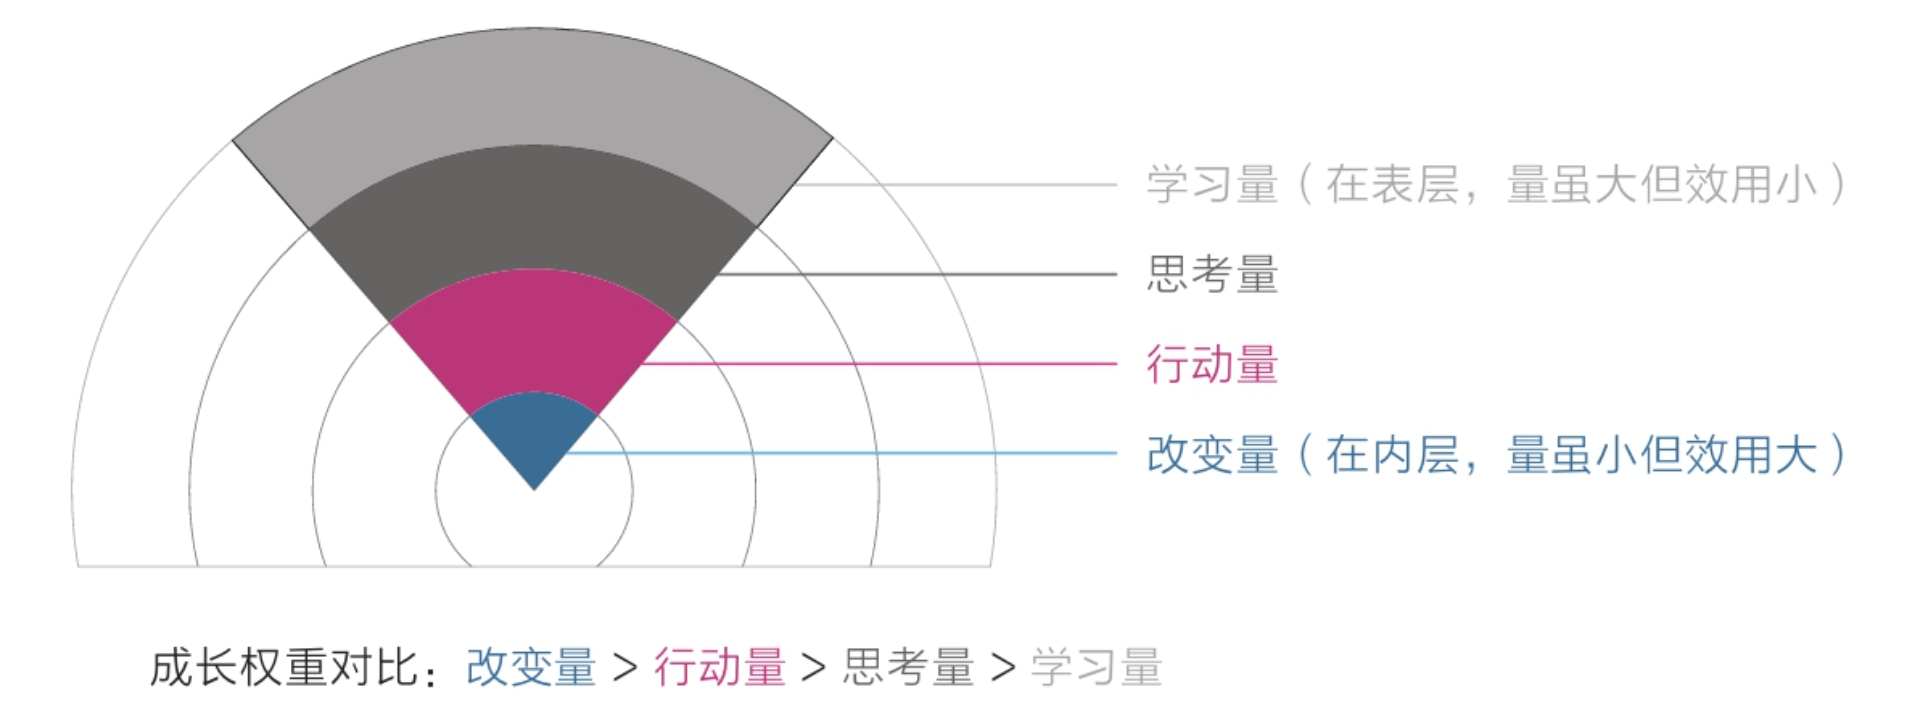 学习量（在表层，量虽大但效用小）
思考量
行动量
改变量（在内层，量虽小但效用大）
成长权重对比：改变量 > 行动量 > 思考量 > 学习量